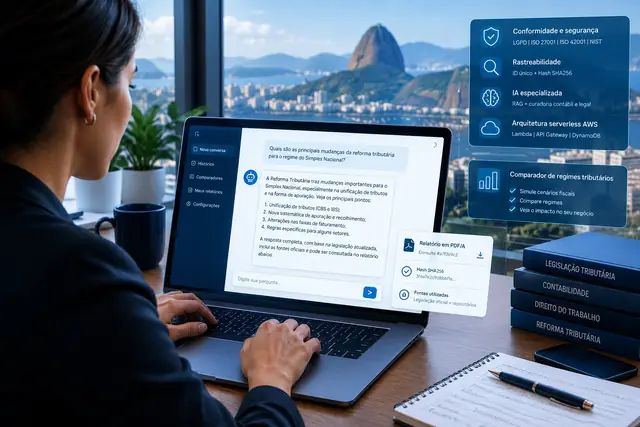 Nova conversa
Histórico
Comparadores
Meus relatórios
Configurações
Quais são as principais mudanças da reforma tributária
para o regime do Simples Nacional?
A Reforma Tributária traz mudanças importantes para o
Simples Nacional, especialmente na unificação de tributos
e na forma de apuração. Veja os principais pontos:
1. Unificação de tributos (CBS e IBS);
2. Nova sistemática de apuração e recolhimento;
3. Alterações nas faixas de faturamento;
4. Regras específicas para alguns setores.
A resposta completa, com base na legislação atualizada,
inclui as fontes oficiais e pode ser consultada no relatório
abaixo.
Digite sua pergunta...
Relatório em PDF/A
Consulta
Hash SHA256
Fontes utilizadas
Legislação oficial +
Conformidade e segurança
LGPD | ISO 27001 | ISO 42001 | NIST
Rastreabilidade
ID único + Hash SHA256
IA especializada
RAG + curadoria contábil e legal
Arquitetura serverless AWS
Lambda | API Gateway | DynamoDB
Comparador de regimes tributários
✓ Simule cenários fiscais
✓ Compare regimes
✓ Veja o impacto no seu negócio
LEGISLAÇÃO TRIBUTÁRIA
CONTABILIDADE
DIREITO DO TRABALHO
REFORMA TRIBUTÁRIA